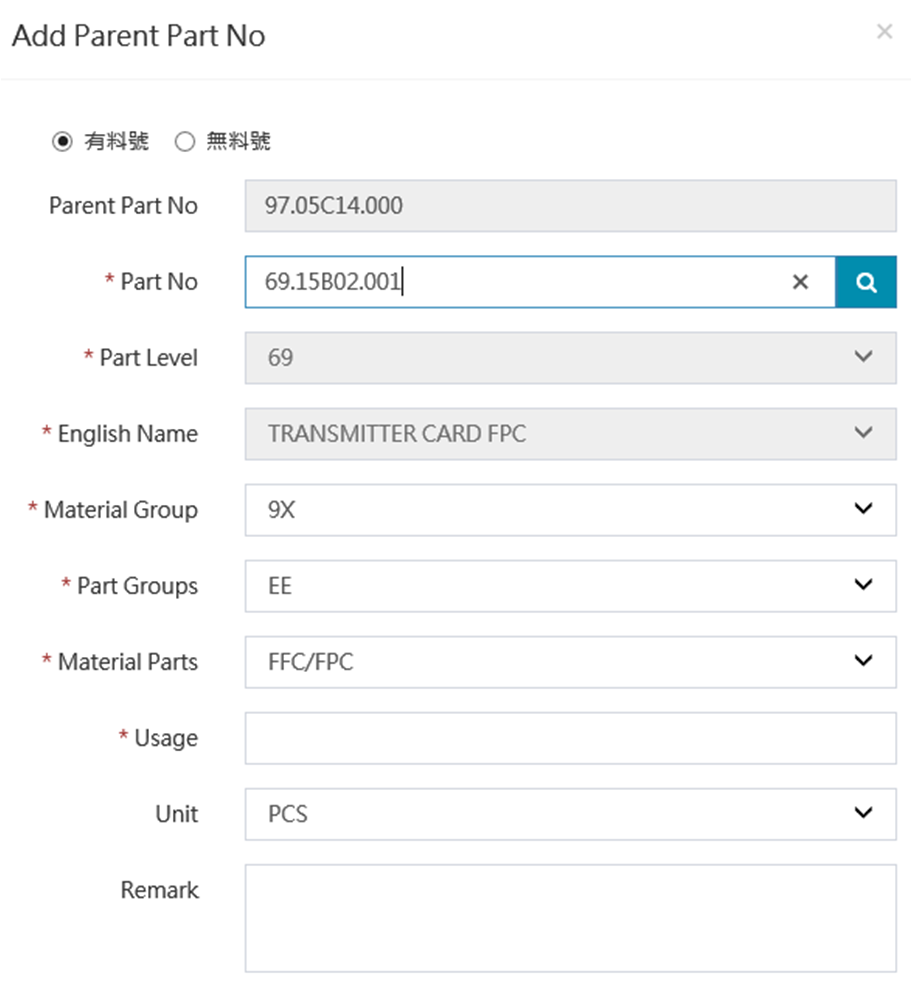 Add Parent Part No ×
有料號 無料號
Parent Part No 97.05C14.000
* Part No 69.15B02.001 ×
* Part Level 69
* English Name TRANSMITTER CARD FPC
* Material Group 9X
* Part Groups EE
* Material Parts FFC/FPC
* Usage
Unit PCS
Remark